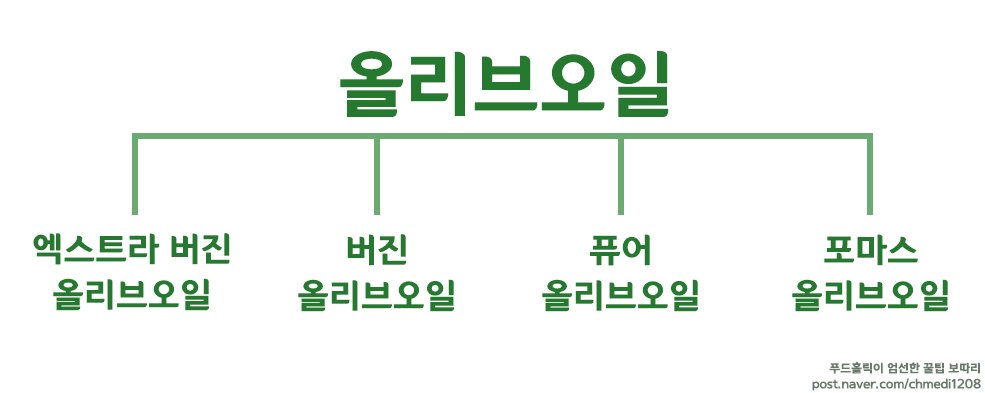 올리브오일
엑스트라 버진
올리브오일
버진
올리브오일
퓨어
올리브오일
포마스
올리브오일
푸드홀릭이 엄선한 꿀팁 보따리
post.naver.com/chmedi1208